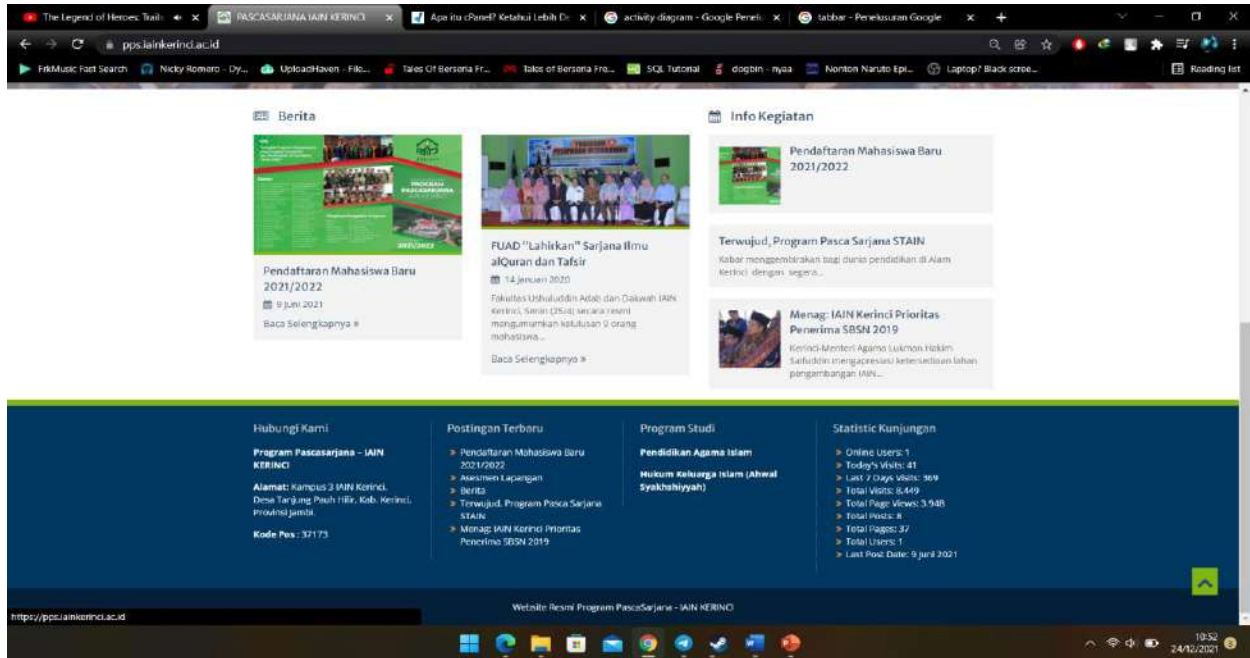 The Legend of Heroes: Trails
PASCASARJANA IAIN KERINCI
Apa itu cPanel? Ketahui Lebih De
activity diagram - Google Penelu
tabbar - Penelusuran Google
pps.iainkerinci.ac.id
FrkMusic Fast Search
Nicky Romero - Dy...
UploadHaven - File...
Tales Of Berseria Fr...
Tales of Berseria Fre...
SQL Tutorial
dogbin - nyaa
Nonton Naruto Epi...
Laptop? Black scree...
Reading list
Berita
PROGRAM
PASCASARJANA
2021/2022
Pendaftaran Mahasiswa Baru
2021/2022
9 Juni 2021
Baca Selengkapnya »
FUAD "Lahirkan" Sarjana Ilmu
alQuran dan Tafsir
14 Januari 2020
Fakultas Ushuluddin Adab dan Dakwah IAIN
Kerinci, Senin (25/4) secara resmi
mengumumkan kelulusan 9 orang
mahasiswa...
Baca Selengkapnya »
Info Kegiatan
Pendaftaran Mahasiswa Baru
2021/2022
Terwujud, Program Pasca Sarjana STAIN
Kabar menggembirakan bagi dunia pendidikan di Alam
Kerinci dengan segera...
Menag: IAIN Kerinci Prioritas
Penerima SBSN 2019
Kerinci-Menteri Agama Lukman Hakim
Saifuddin mengapresiasi ketersediaan lahan
pengembangan IAIN...
Hubungi Kami
Program Pascasarjana – IAIN
KERINCI
Alamat: Kampus 3 IAIN Kerinci.
Desa Tanjung Pauh Hilir, Kab. Kerinci,
Provinsi Jambi.
Kode Pos : 37173
Postingan Terbaru
» Pendaftaran Mahasiswa Baru
2021/2022
» Asesmen Lapangan
» Berita
» Terwujud, Program Pasca Sarjana
STAIN
» Menag: IAIN Kerinci Prioritas
Penerima SBSN 2019
Program Studi
Pendidikan Agama Islam
Hukum Keluarga Islam (Ahwal
Syakhshiyyah)
Statistic Kunjungan
» Online Users: 1
» Today's Visits: 41
» Last 7 Days Visits: 369
» Total Visits: 8.449
» Total Page Views: 3.948
» Total Posts: 8
» Total Pages: 37
» Total Users: 1
» Last Post Date: 9 Juni 2021
Website Resmi Program PascaSarjana - IAIN KERINCI
https://pps.iainkerinci.ac.id
10:52
24/12/2021